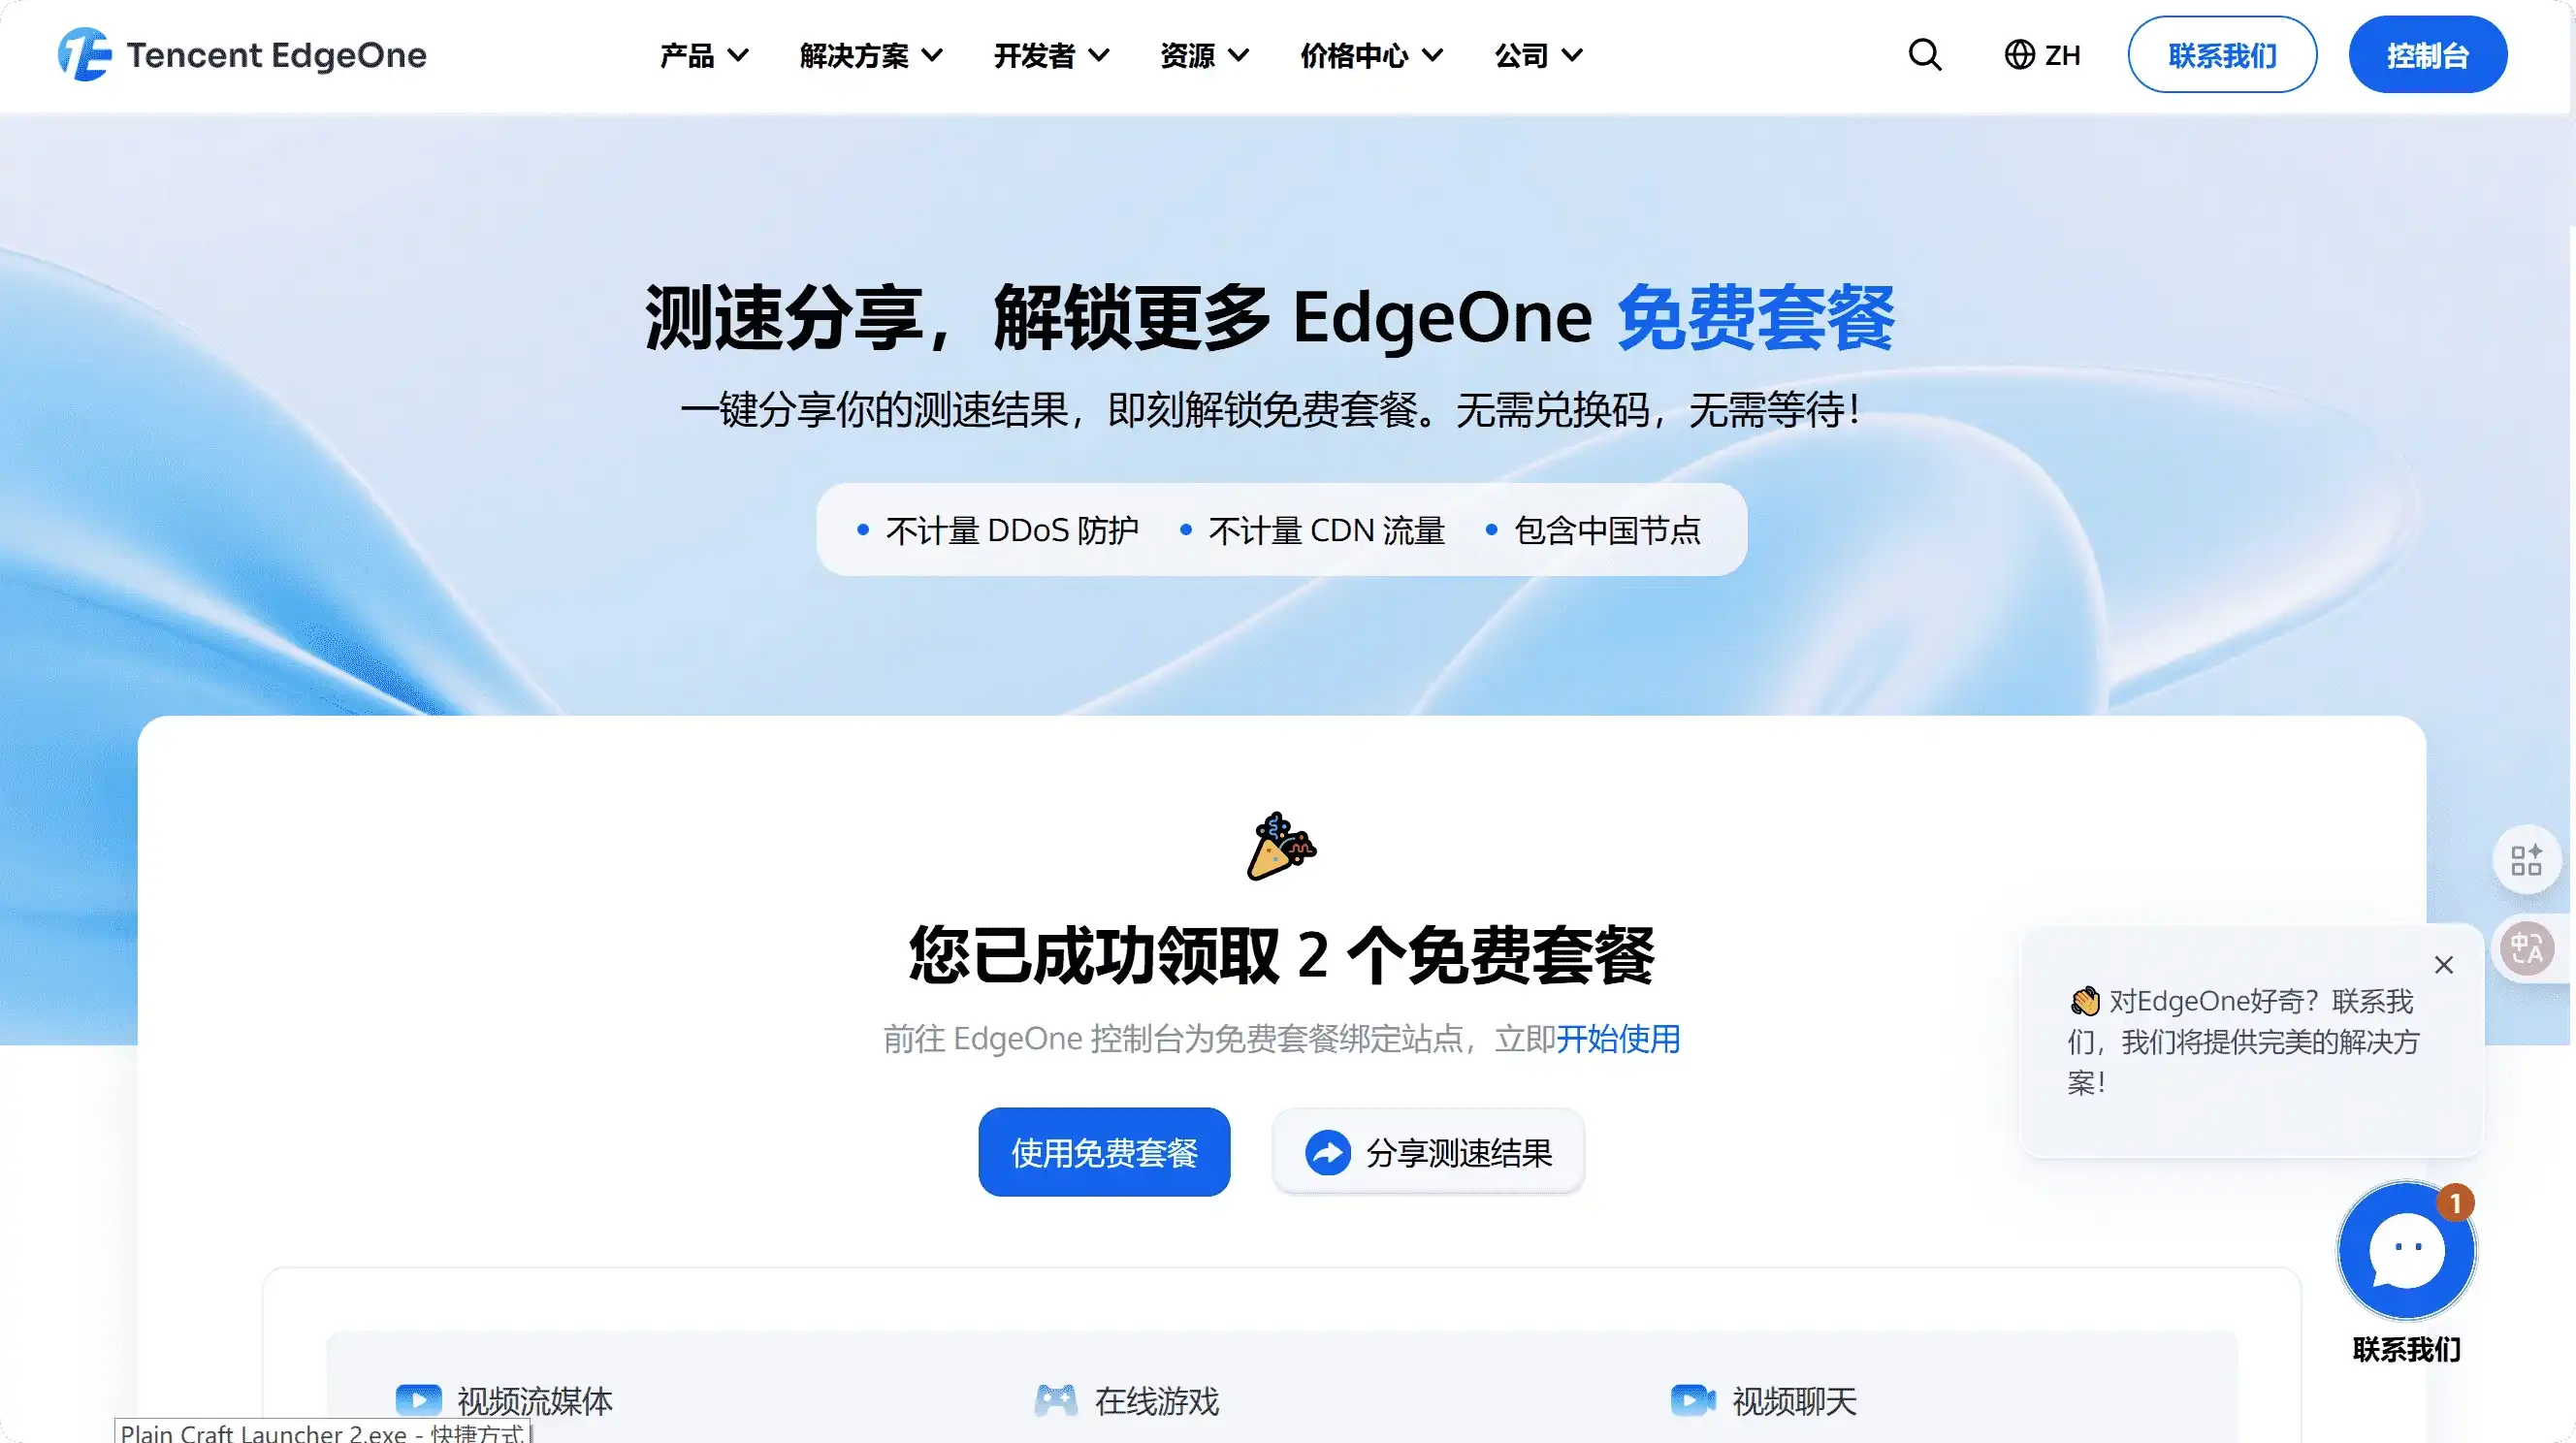 Tencent EdgeOne
产品 解决方案 开发者 资源 价格中心 公司
ZH
联系我们
控制台
测速分享，解锁更多 EdgeOne 免费套餐
一键分享你的测速结果，即刻解锁免费套餐。无需兑换码，无需等待！
• 不计量 DDoS 防护 • 不计量 CDN 流量 • 包含中国节点
您已成功领取 2 个免费套餐
前往 EdgeOne 控制台为免费套餐绑定站点，立即开始使用
使用免费套餐
分享测速结果
👋 对EdgeOne好奇？联系我
们，我们将提供完美的解决方
案！
1
联系我们
视频流媒体
在线游戏
视频聊天
Plain Craft Launcher 2.exe - 快捷方式